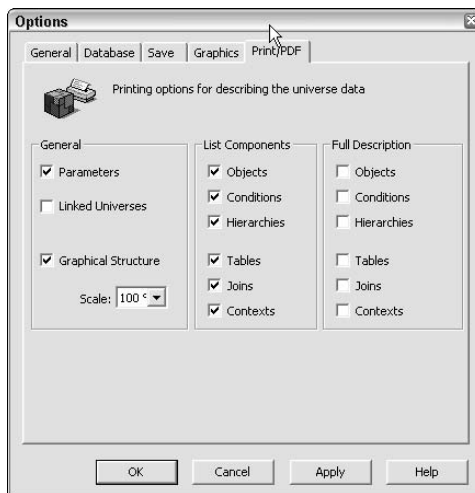 Options
General Database Save Graphics Print/PDF
Printing options for describing the universe data
General
Parameters
Linked Universes
Graphical Structure
Scale: 100 %
List Components
Objects
Conditions
Hierarchies
Tables
Joins
Contexts
Full Description
Objects
Conditions
Hierarchies
Tables
Joins
Contexts
OK Cancel Apply Help